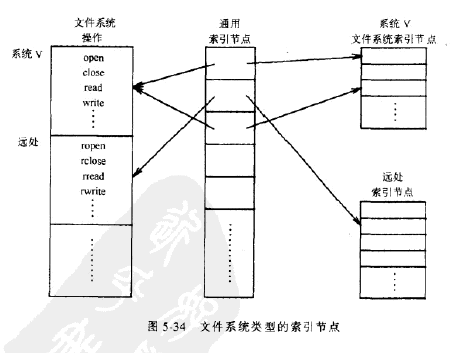 文件系统
操作
通用
索引节点
系统 V
文件系统索引节点
系统 V
open
close
read
write
远处
ropen
rclose
rread
rwrite
远处
索引节点
图 5-34 文件系统类型的索引节点